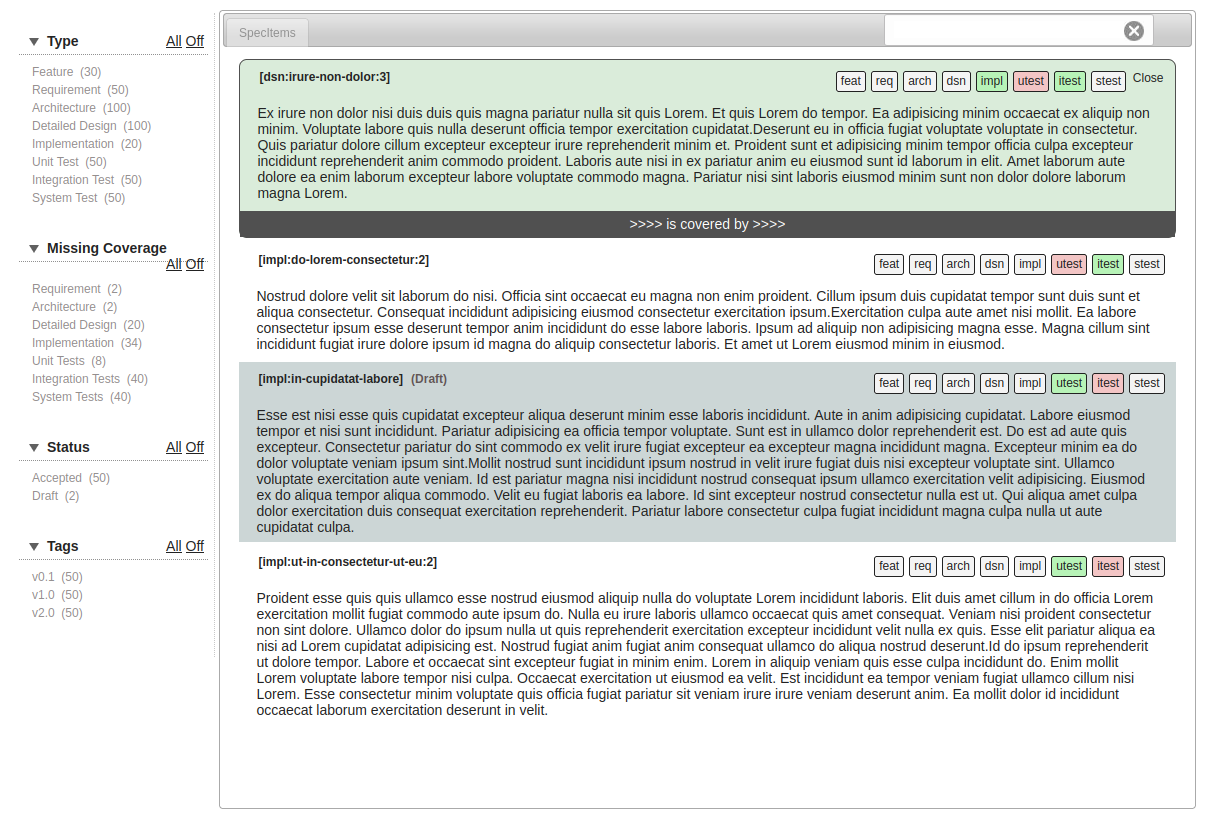 Type All Off
Feature (30)
Requirement (50)
Architecture (100)
Detailed Design (100)
Implementation (20)
Unit Test (50)
Integration Test (50)
System Test (50)
Missing Coverage
All Off
Requirement (2)
Architecture (2)
Detailed Design (20)
Implementation (34)
Unit Tests (8)
Integration Tests (40)
System Tests (40)
Status All Off
Accepted (50)
Draft (2)
Tags All Off
v0.1 (50)
v1.0 (50)
v2.0 (50)
SpecItems
[dsn:irure-non-dolor:3] feat req arch dsn impl utest itest stest Close
Ex irure non dolor nisi duis duis quis magna pariatur nulla sit quis Lorem. Et quis Lorem do tempor. Ea adipisicing minim occaecat ex aliquip non
minim. Voluptate labore quis nulla deserunt officia tempor exercitation cupidatat.Deserunt eu in officia fugiat voluptate voluptate in consectetur.
Quis pariatur dolore cillum excepteur excepteur irure reprehenderit minim et. Proident sunt et adipisicing minim tempor officia culpa excepteur
incididunt reprehenderit anim commodo proident. Laboris aute nisi in ex pariatur anim eu eiusmod sunt id laborum in elit. Amet laborum aute
dolore ea enim laborum excepteur labore voluptate commodo magna. Pariatur nisi sint laboris eiusmod minim sunt non dolor dolore laborum
magna Lorem.
>>>> is covered by >>>>
[impl:do-lorem-consectetur:2] feat req arch dsn impl utest itest stest
Nostrud dolore velit sit laborum do nisi. Officia sint occaecat eu magna non enim proident. Cillum ipsum duis cupidatat tempor sunt duis sunt et
aliqua consectetur. Consequat incididunt adipisicing eiusmod consectetur exercitation ipsum.Exercitation culpa aute amet nisi mollit. Ea labore
consectetur ipsum esse deserunt tempor anim incididunt do esse labore laboris. Ipsum ad aliquip non adipisicing magna esse. Magna cillum sint
incididunt fugiat irure dolore ipsum id magna do aliquip consectetur laboris. Et amet ut Lorem eiusmod minim in eiusmod.
[impl:in-cupidatat-labore] (Draft) feat req arch dsn impl utest itest stest
Esse est nisi esse quis cupidatat excepteur aliqua deserunt minim esse laboris incididunt. Aute in anim adipisicing cupidatat. Labore eiusmod
tempor et nisi sunt incididunt. Pariatur adipisicing ea officia tempor voluptate. Sunt est in ullamco dolor reprehenderit est. Do est ad aute quis
excepteur. Consectetur pariatur do sint commodo ex velit irure fugiat excepteur ea excepteur magna incididunt magna. Excepteur minim ea do
dolor voluptate veniam ipsum sint.Mollit nostrud sunt incididunt ipsum nostrud in velit irure fugiat duis nisi excepteur voluptate sint. Ullamco
voluptate exercitation aute veniam. Id est pariatur magna nisi incididunt nostrud consequat ipsum ullamco exercitation velit adipisicing. Eiusmod
ex do aliqua tempor aliqua commodo. Velit eu fugiat laboris ea labore. Id sint excepteur nostrud consectetur nulla est ut. Qui aliqua amet culpa
dolor exercitation duis consequat exercitation reprehenderit. Pariatur labore consectetur culpa fugiat incididunt magna culpa nulla ut aute
cupidatat culpa.
[impl:ut-in-consectetur-ut-eu:2] feat req arch dsn impl utest itest stest
Proident esse quis quis ullamco esse nostrud eiusmod aliquip nulla do voluptate Lorem incididunt laboris. Elit duis amet cillum in do officia Lorem
exercitation mollit fugiat commodo aute ipsum do. Nulla eu irure laboris ullamco occaecat quis amet consequat. Veniam nisi proident consectetur
non sint dolore. Ullamco dolor do ipsum nulla ut quis reprehenderit exercitation excepteur incididunt velit nulla ex quis. Esse elit pariatur aliqua ea
nisi ad Lorem cupidatat adipisicing est. Nostrud fugiat anim fugiat anim consequat ullamco do aliqua nostrud deserunt.Id do ipsum reprehenderit
ut dolore tempor. Labore et occaecat sint excepteur fugiat in minim enim. Lorem in aliquip veniam quis esse culpa incididunt do. Enim mollit
Lorem voluptate labore tempor nisi culpa. Occaecat exercitation ut eiusmod ea velit. Est incididunt ea tempor veniam fugiat ullamco cillum nisi
Lorem. Esse consectetur minim voluptate quis officia fugiat pariatur sit veniam irure irure veniam deserunt anim. Ea mollit dolor id incididunt
occaecat laborum exercitation deserunt in velit.